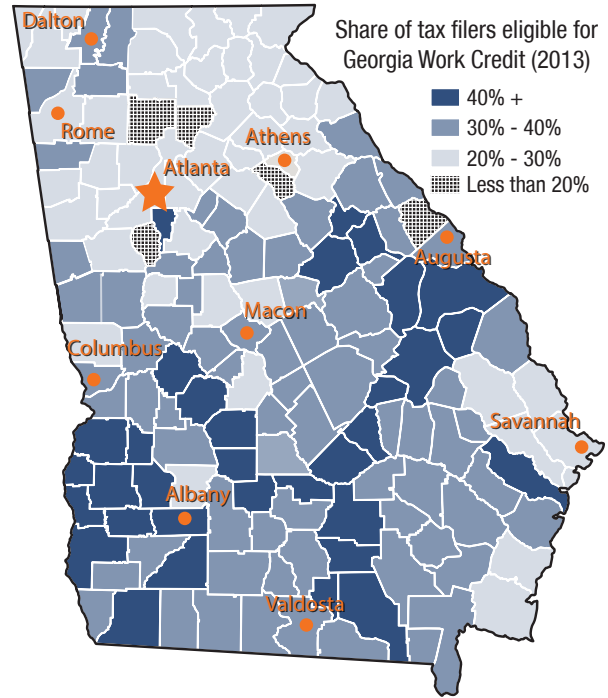 Share of tax filers eligible for
Georgia Work Credit (2013)
40% +
30% - 40%
20% - 30%
Less than 20%
Dalton
Rome
Athens
Atlanta
Augusta
Macon
Columbus
Savannah
Albany
Valdosta